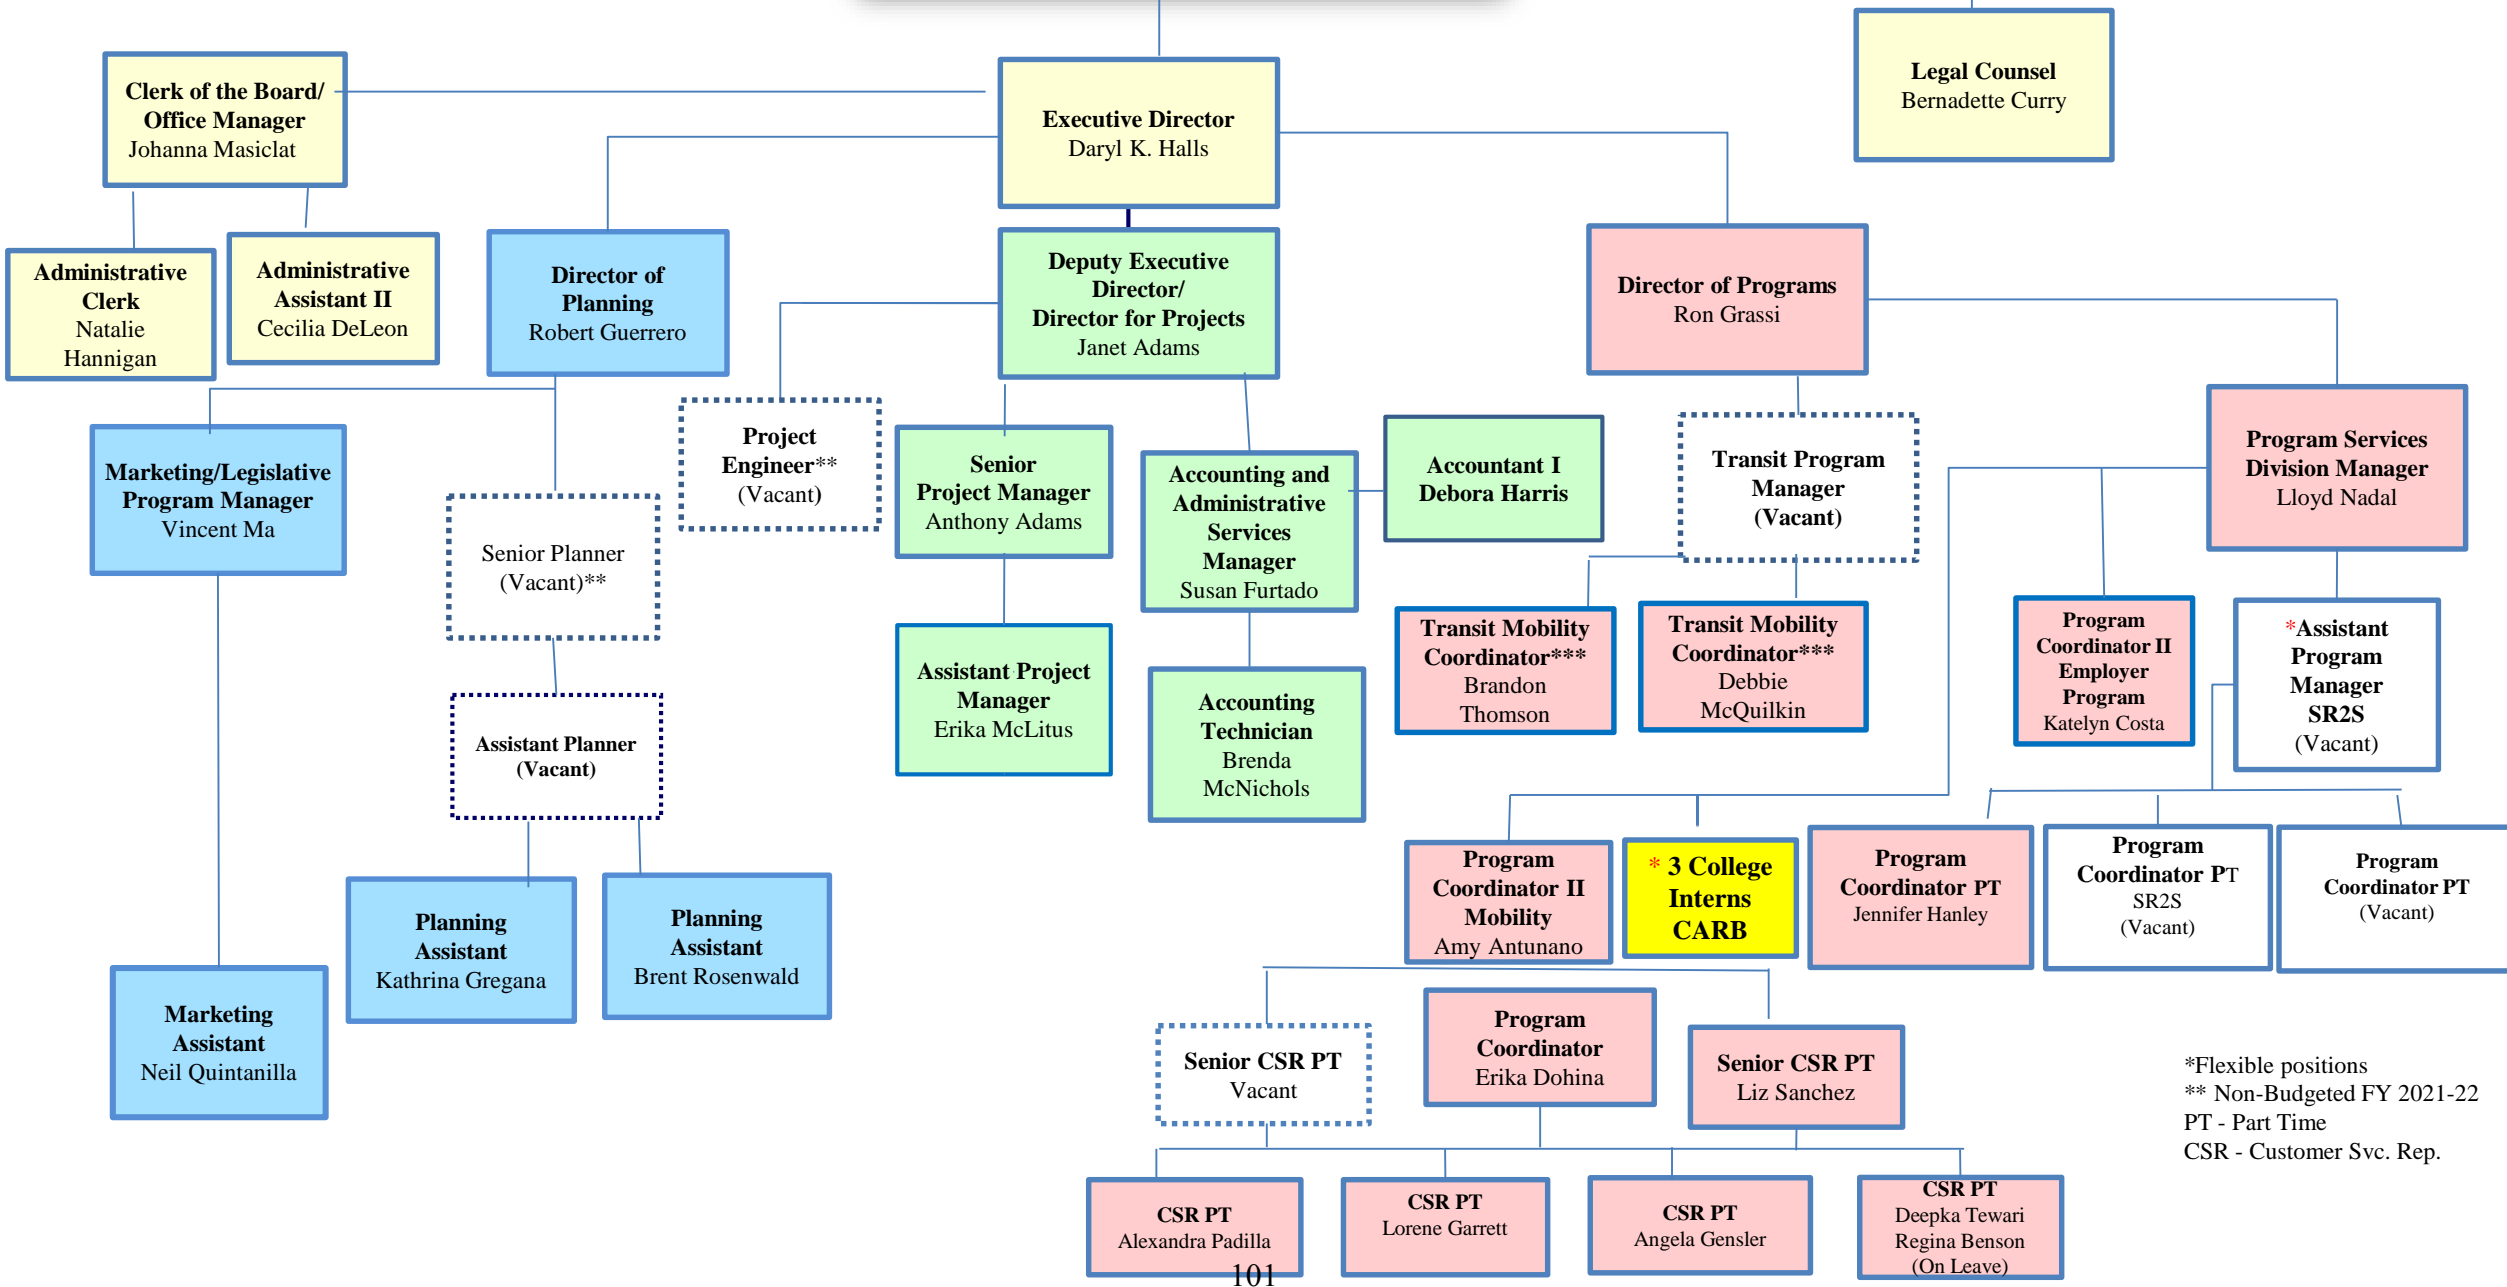 Clerk of the Board/
Office Manager
Johanna Masiclat
Executive Director
Daryl K. Halls
Legal Counsel
Bernadette Curry
Administrative
Clerk
Natalie
Hannigan
Administrative
Assistant II
Cecilia DeLeon
Director of
Planning
Robert Guerrero
Deputy Executive
Director/
Director for Projects
Janet Adams
Director of Programs
Ron Grassi
Marketing/Legislative
Program Manager
Vincent Ma
Senior Planner
(Vacant)**
Project
Engineer**
(Vacant)
Senior
Project Manager
Anthony Adams
Accounting and
Administrative
Services
Manager
Susan Furtado
Accountant I
Debora Harris
Transit Program
Manager
(Vacant)
Program Services
Division Manager
Lloyd Nadal
Assistant Planner
(Vacant)
Assistant Project
Manager
Erika McLitus
Accounting
Technician
Brenda
McNichols
Transit Mobility
Coordinator***
Brandon
Thomson
Transit Mobility
Coordinator***
Debbie
McQuilkin
Program
Coordinator II
Employer
Program
Katelyn Costa
*Assistant
Program
Manager
SR2S
(Vacant)
Planning
Assistant
Kathrina Gregana
Planning
Assistant
Brent Rosenwald
Marketing
Assistant
Neil Quintanilla
Program
Coordinator II
Mobility
Amy Antunano
* 3 College
Interns
CARB
Program
Coordinator PT
Jennifer Hanley
Program
Coordinator PT
SR2S
(Vacant)
Program
Coordinator PT
(Vacant)
Senior CSR PT
Vacant
Program
Coordinator
Erika Dohina
Senior CSR PT
Liz Sanchez
*Flexible positions
** Non-Budgeted FY 2021-22
PT - Part Time
CSR - Customer Svc. Rep.
CSR PT
Alexandra Padilla
CSR PT
Lorene Garrett
CSR PT
Angela Gensler
CSR PT
Deepka Tewari
Regina Benson
(On Leave)
101